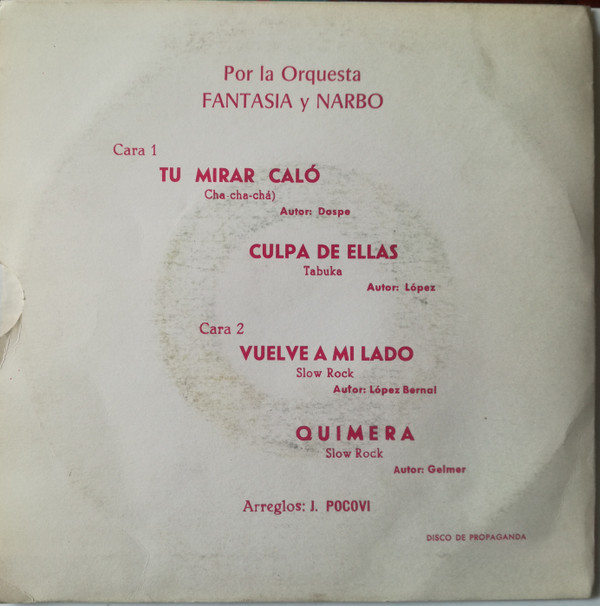 Por la Orquesta
FANTASIA y NARBO
Cara 1
TU MIRAR CALÓ
Cha-cha-chá)
Autor: Dospe
CULPA DE ELLAS
Tabuka
Autor: López
Cara 2
VUELVE A MI LADO
Slow Rock
Autor: López Bernal
QUIMERA
Slow Rock
Autor: Gelmer
Arreglos: J. POCOVI
DISCO DE PROPAGANDA